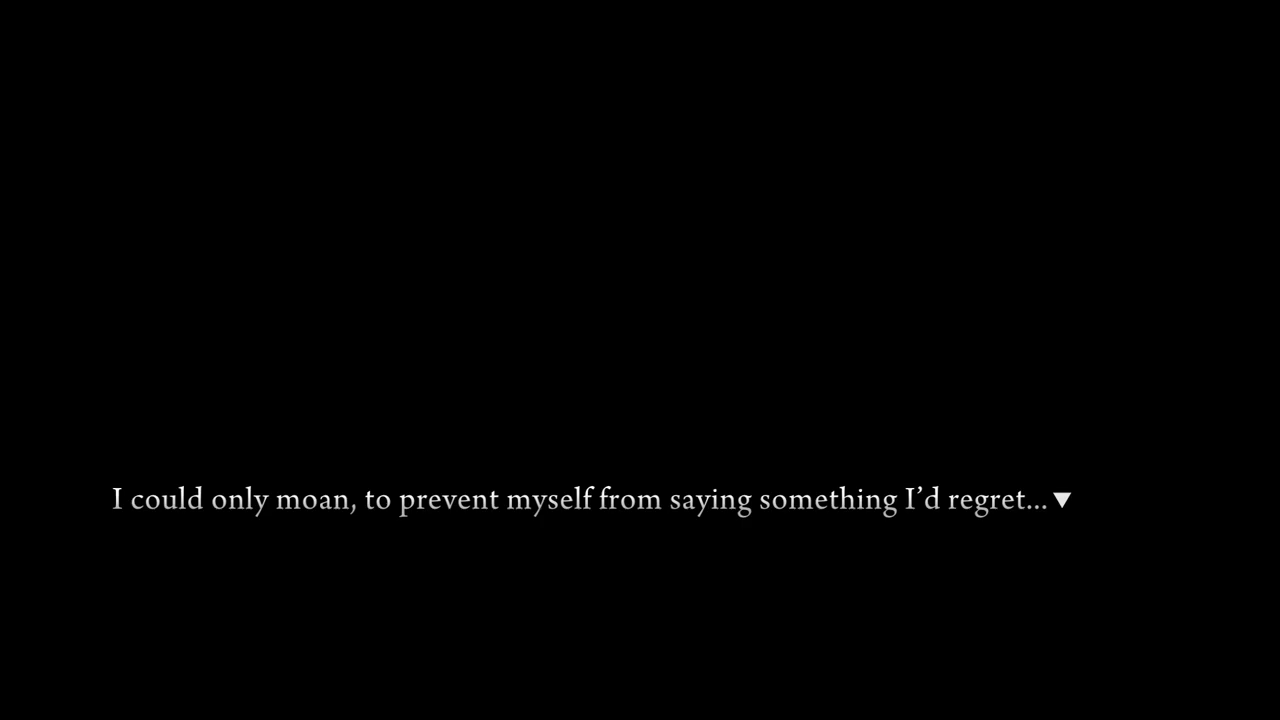 I could only moan, to prevent myself from saying something I’d regret...